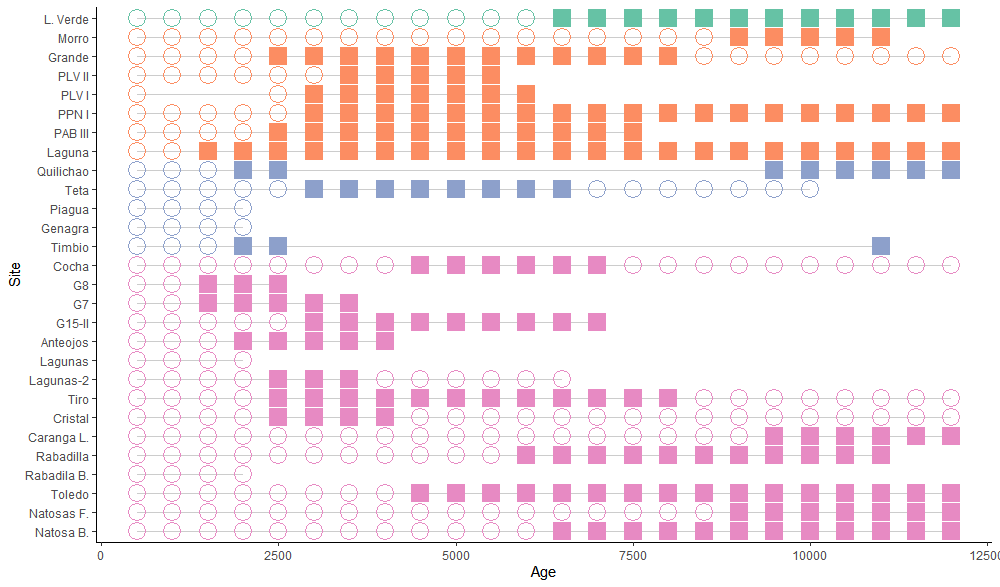 L. Verde
Morro
Grande
PLV II
PLV I
PPN I
PAB III
Laguna
Quilichao
Teta
Piagua
Genagra
Timbio
Cocha
G8
G7
G15-II
Anteojos
Lagunas
Lagunas-2
Tiro
Cristal
Caranga L.
Rabadilla
Rabadila B.
Toledo
Natosas F.
Natosa B.
Site
0 2500 5000 7500 10000 12500
Age